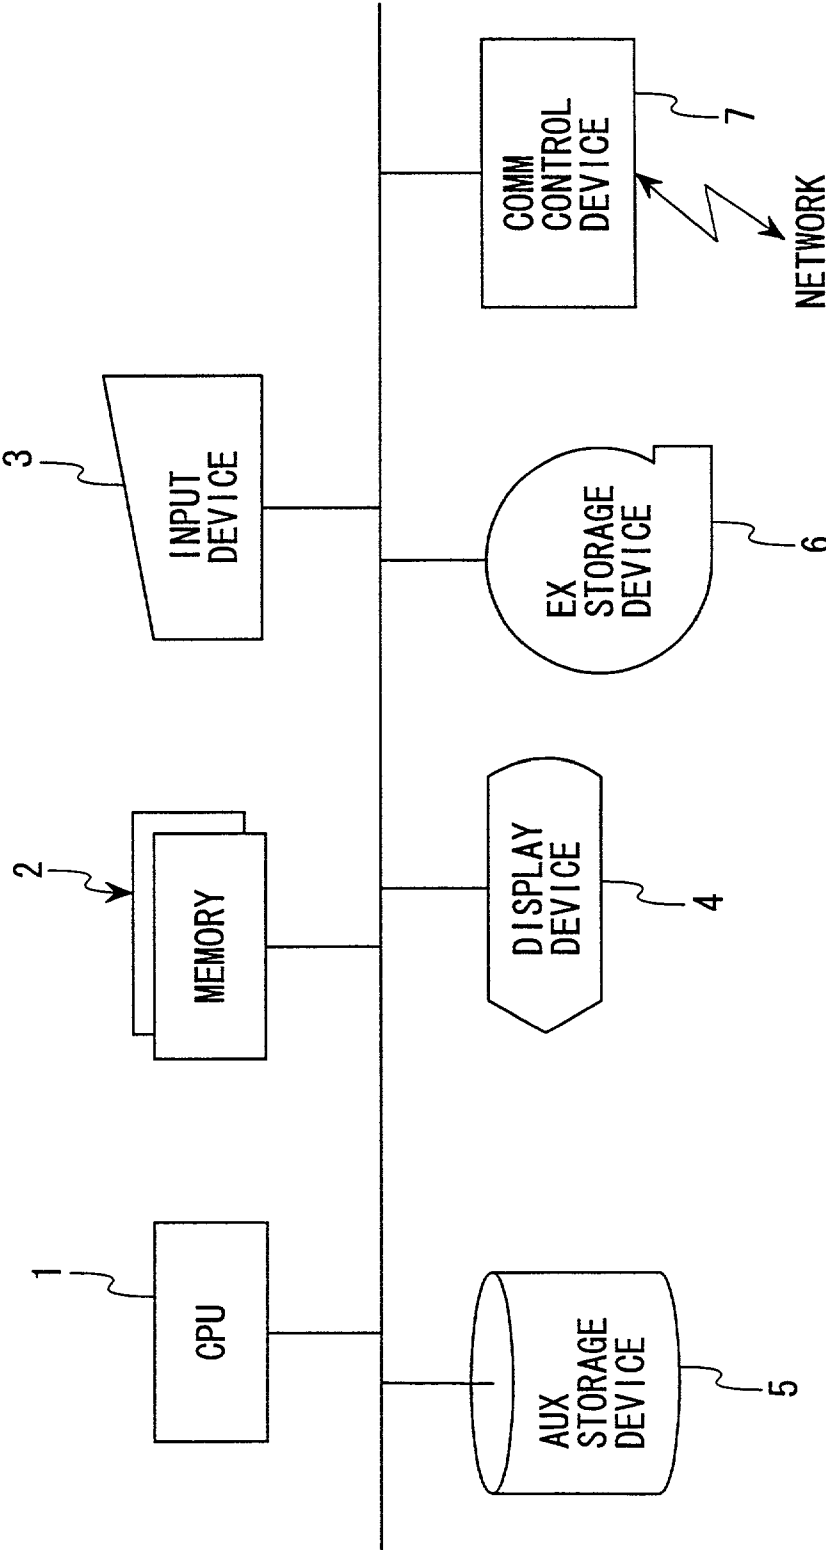 1
CPU
2
MEMORY
3
INPUT
DEVICE
AUX
STORAGE
DEVICE
5
DISPLAY
DEVICE
4
EX
STORAGE
DEVICE
6
COMM
CONTROL
DEVICE
7
NETWORK